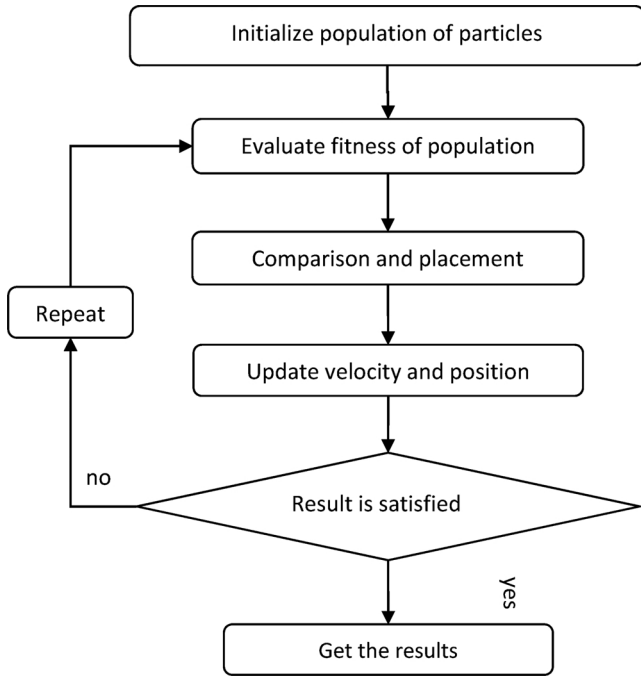 Initialize population of particles
Evaluate fitness of population
Comparison and placement
Repeat
Update velocity and position
no
Result is satisfied
yes
Get the results